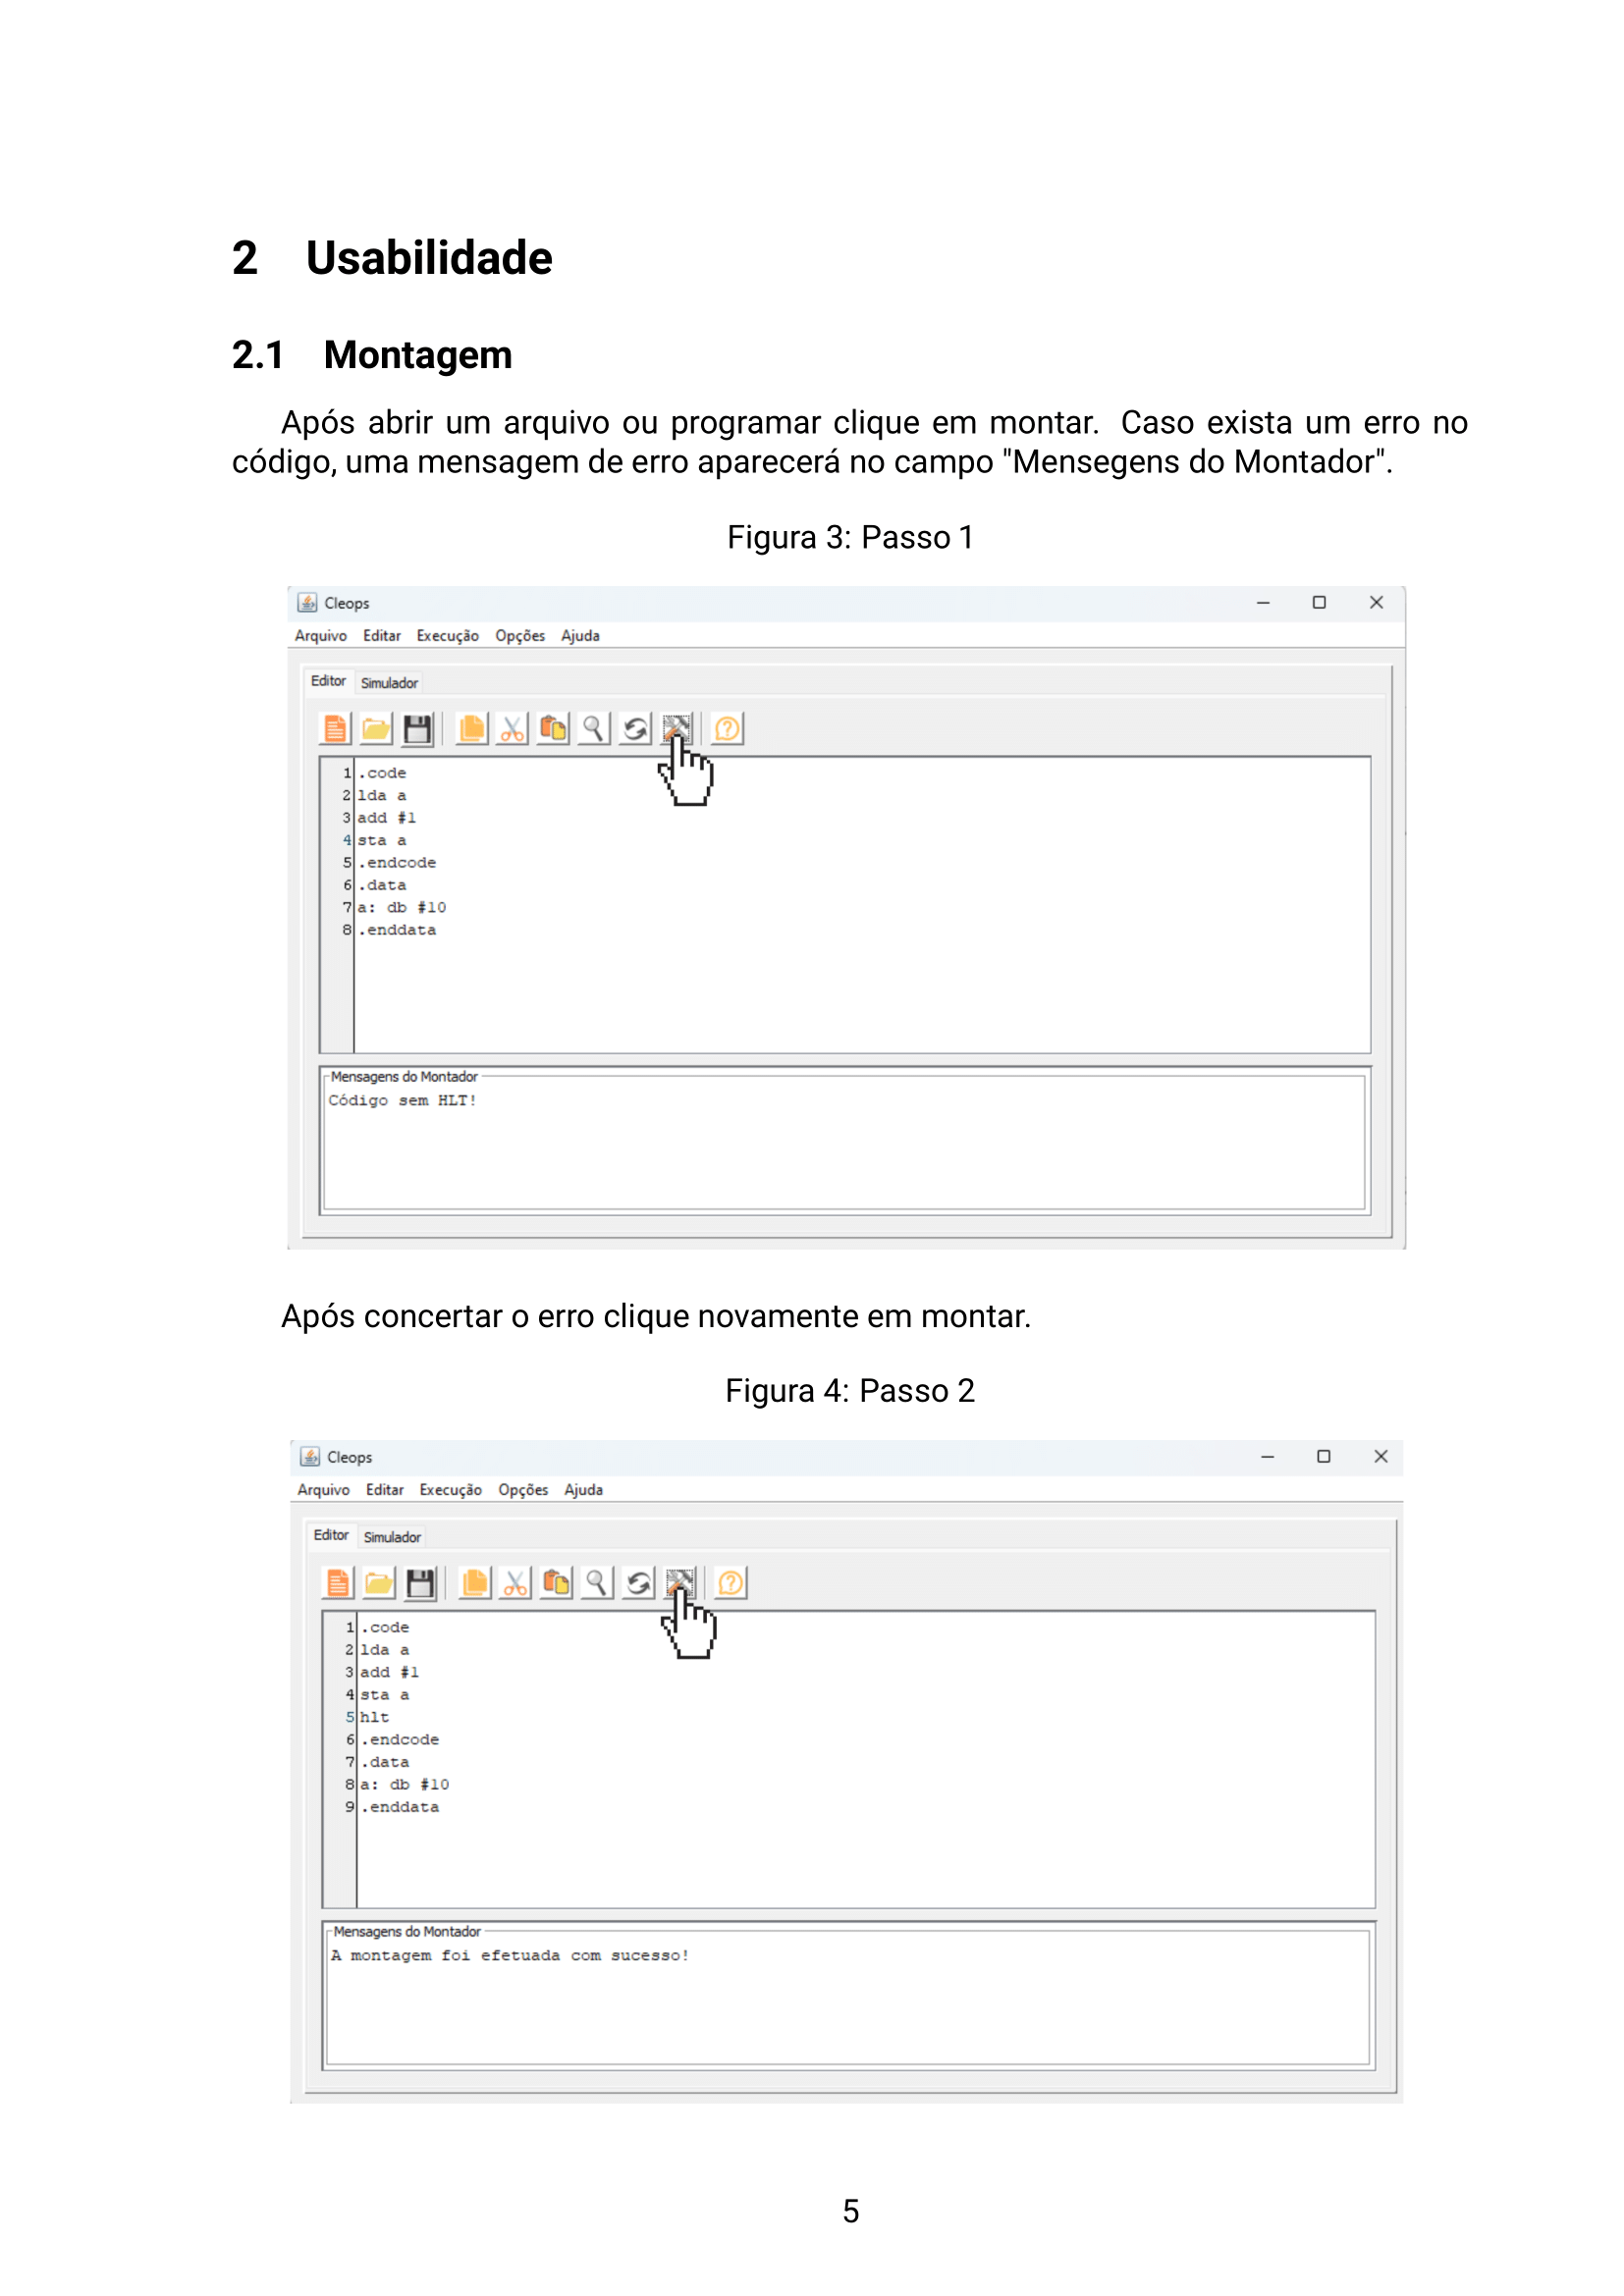 2 Usabilidade
2.1 Montagem
Após abrir um arquivo ou programar clique em montar. Caso exista um erro no
código, uma mensagem de erro aparecerá no campo "Mensegens do Montador".
Figura 3: Passo 1
Cleops
Arquivo Editar Execução Opções Ajuda
Editor Simulador
1 .code
2 lda a
3 add #1
4 sta a
5 .endcode
6 .data
7 a: db #10
8 .enddata
Mensagens do Montador
Código sem HLT!
Após concertar o erro clique novamente em montar.
Figura 4: Passo 2
Cleops
Arquivo Editar Execução Opções Ajuda
Editor Simulador
1 .code
2 lda a
3 add #1
4 sta a
5 hlt
6 .endcode
7 .data
8 a: db #10
9 .enddata
Mensagens do Montador
A montagem foi efetuada com sucesso!
5